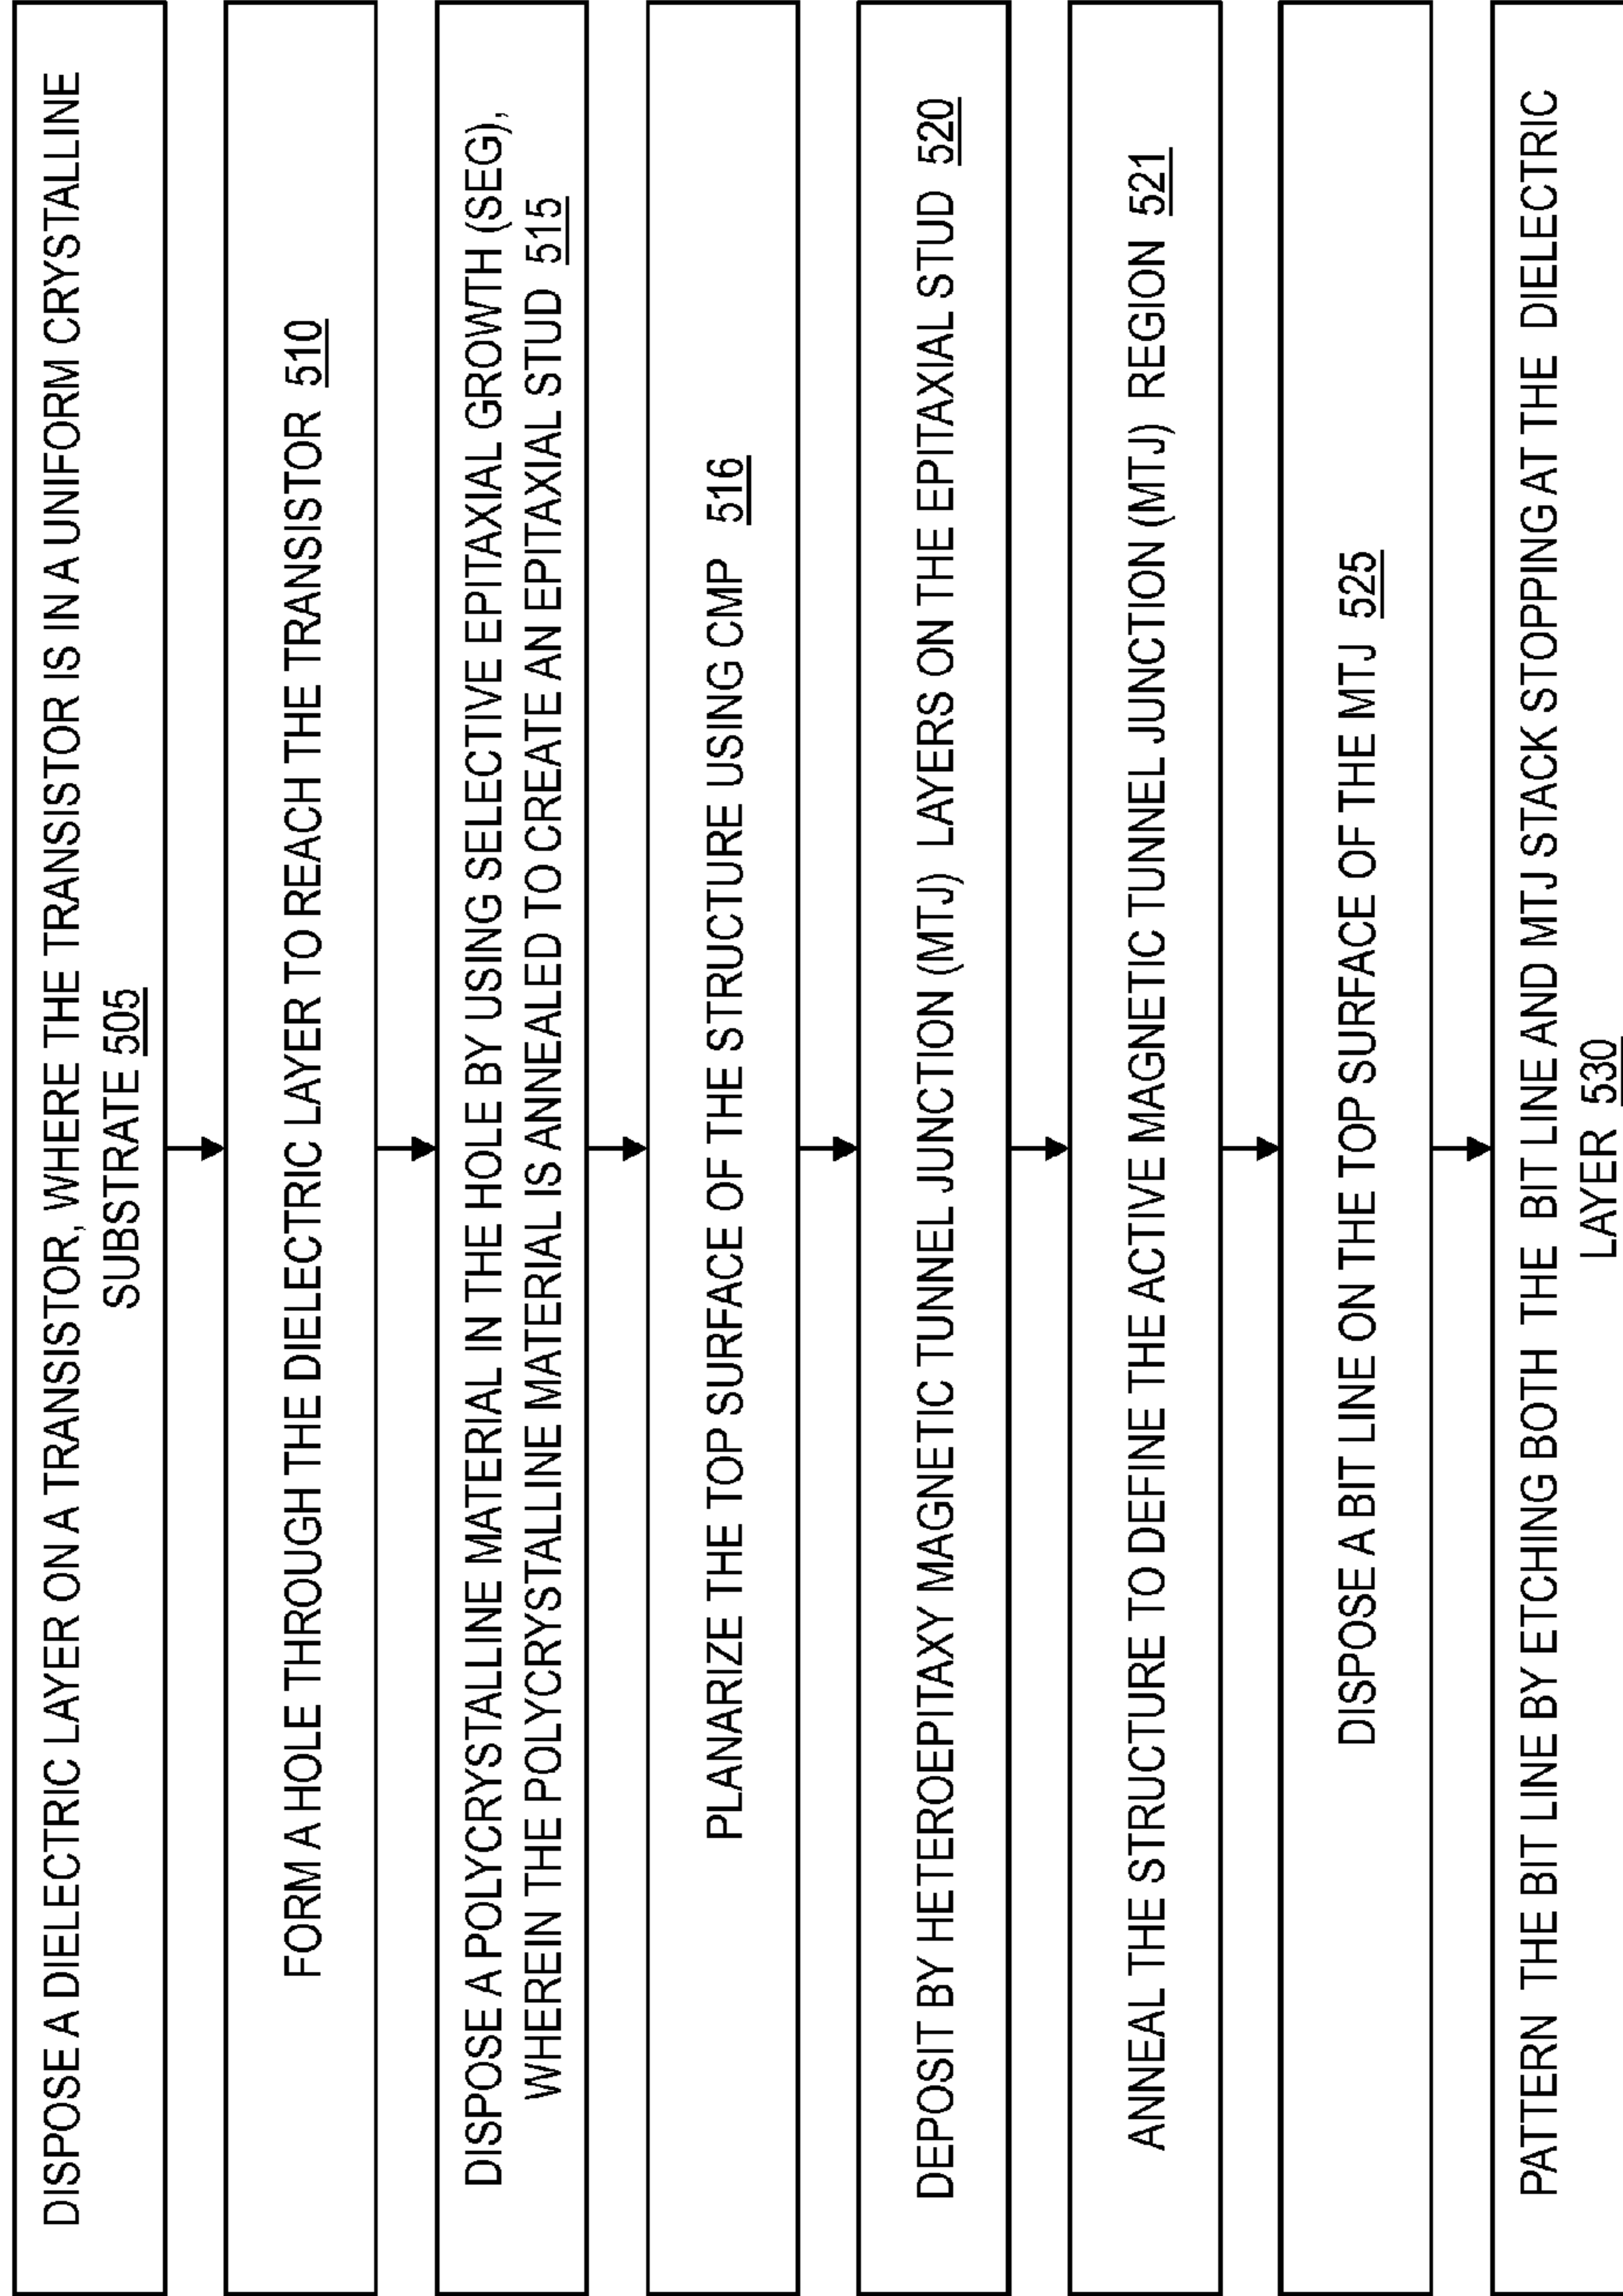 DISPOSE A DIELECTRIC LAYER ON A TRANSISTOR, WHERE THE TRANSISTOR IS IN A UNIFORM CRYSTALLINE
SUBSTRATE 505
FORM A HOLE THROUGH THE DIELECTRIC LAYER TO REACH THE TRANSISTOR 510
DISPOSE A POLYCRYSTALLINE MATERIAL IN THE HOLE BY USING SELECTIVE EPITAXIAL GROWTH (SEG),
WHEREIN THE POLYCRYSTALLINE MATERIAL IS ANNEALED TO CREATE AN EPITAXIAL STUD 515
PLANARIZE THE TOP SURFACE OF THE STRUCTURE USING CMP 516
DEPOSIT BY HETEROEPITAXY MAGNETIC TUNNEL JUNCTION (MTJ) LAYERS ON THE EPITAXIAL STUD 520
ANNEAL THE STRUCTURE TO DEFINE THE ACTIVE MAGNETIC TUNNEL JUNCTION (MTJ) REGION 521
DISPOSE A BIT LINE ON THE TOP SURFACE OF THE MTJ 525
PATTERN THE BIT LINE BY ETCHING BOTH THE BIT LINE AND MTJ STACK STOPPING AT THE DIELECTRIC
LAYER 530